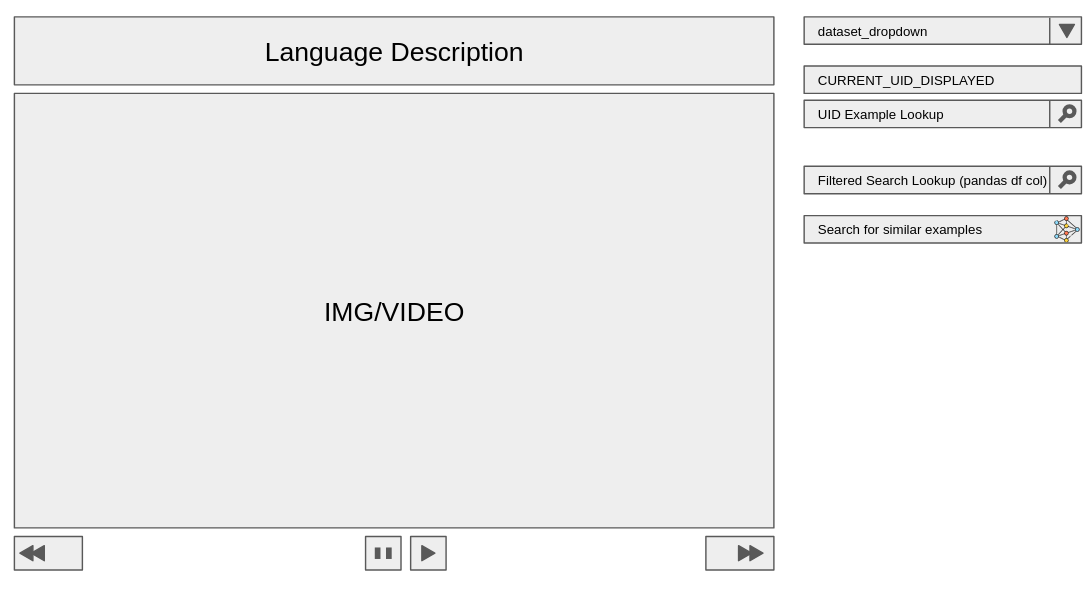 Language Description
dataset_dropdown
CURRENT_UID_DISPLAYED
UID Example Lookup
Filtered Search Lookup (pandas df col)
Search for similar examples
IMG/VIDEO